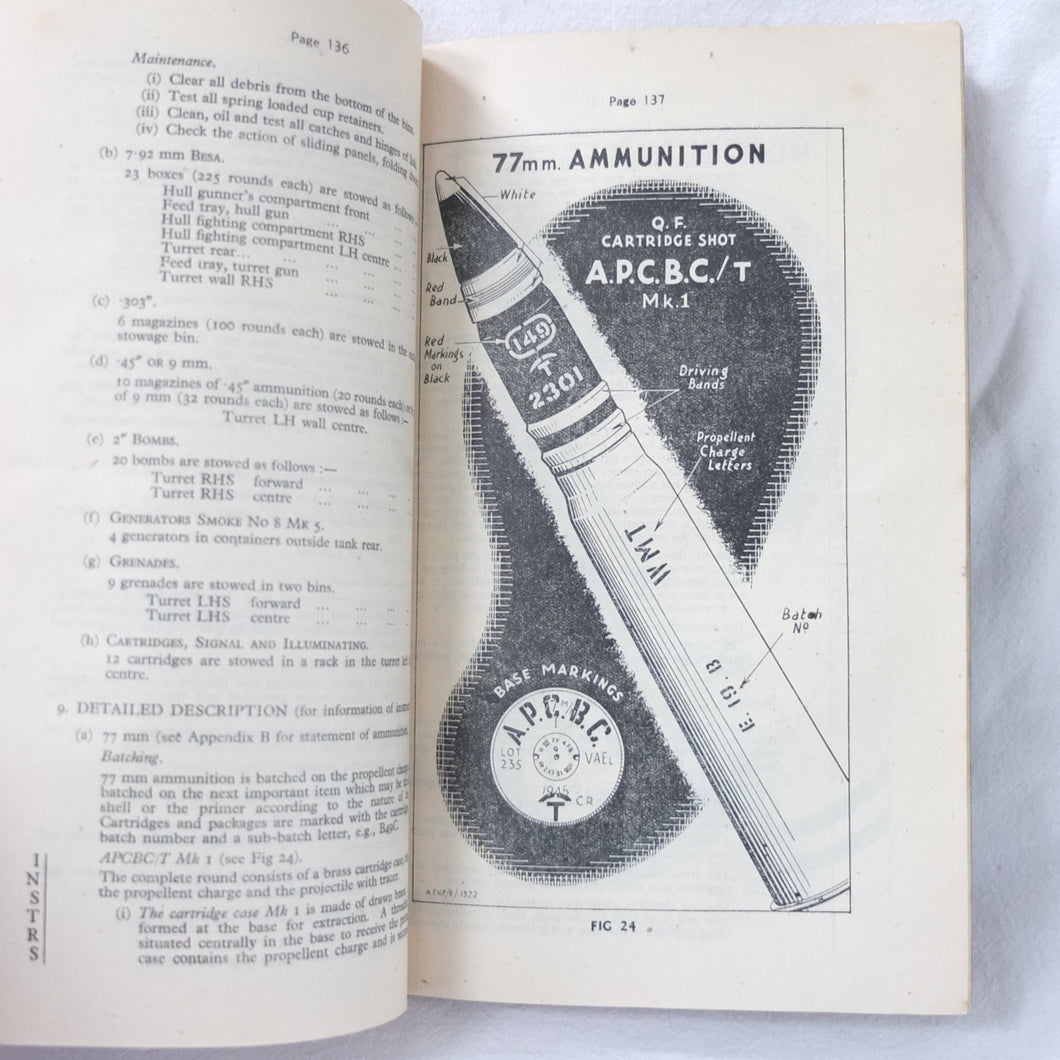 Page 136
Maintenance.
(i) Clear all debris from the bottom of the bins.
(ii) Test all spring loaded cup retainers.
(iii) Clean, oil and test all catches and hinges of
(iv) Check the action of sliding panels, folding
(b) 7·92 mm BESA.
23 boxes (225 rounds each) are stowed as follows
Hull gunner's compartment front
Feed tray, hull gun ... ... ...
Hull fighting compartment RHS ...
Hull fighting compartment LH centre ...
Turret rear... ... ... ...
Feed tray, turret gun ... ...
Turret wall RHS ... ...
(c) ·303″.
6 magazines (100 rounds each) are stowed in the
stowage bin.
(d) ·45″ OR 9 mm.
10 magazines of ·45″ ammunition (20 rounds each)
of 9 mm (32 rounds each) are stowed as follows :—
Turret LH wall centre.
(e) 2″ BOMBS.
20 bombs are stowed as follows :—
Turret RHS forward ... ... ...
Turret RHS centre ... ... ...
(f) GENERATORS SMOKE NO 8 MK 5.
4 generators in containers outside tank rear.
(g) GRENADES.
9 grenades are stowed in two bins.
Turret LHS forward ... ... ...
Turret LHS centre ... ... ...
(h) CARTRIDGES, SIGNAL AND ILLUMINATING.
12 cartridges are stowed in a rack in the turret
centre.
9. DETAILED DESCRIPTION (for information of
(a) 77 mm (see Appendix B for statement of
Batching.
77 mm ammunition is batched on the propellent
batched on the next important item which may be
shell or the primer according to the nature of
Cartridges and packages are marked with the
batch number and a sub-batch letter, e.g., B49C.
APCBC/T Mk 1 (see Fig 24).
The complete round consists of a brass cartridge case,
the propellent charge and the projectile with tracer.
(i) The cartridge case Mk 1 is made of drawn
formed at the base for extraction. A
situated centrally in the base to receive the
case contains the propellent charge and is
INSTRS
Page 137
77mm. AMMUNITION
White
Q.F.
CARTRIDGE SHOT
A.P.C.B.C./T
Mk.1
Black
Red
Band
149
T
2301
Red
Markings
on
Black
Driving
Bands
Propellent
Charge
Letters
WMT
Batch
Nº
E.19.B
BASE MARKINGS
A.P.C.B.C.
LOT
235
VAEL
1945
T
CR
A.I.V.P/7/1322
FIG 24